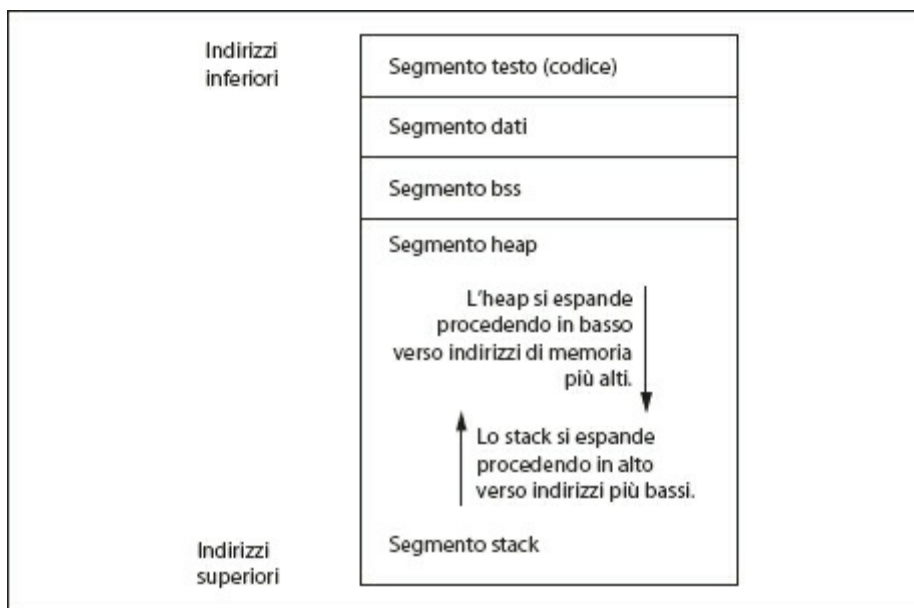 Indirizzi
inferiori
Segmento testo (codice)
Segmento dati
Segmento bss
Segmento heap
L'heap si espande
procedendo in basso
verso indirizzi di memoria
più alti.
Lo stack si espande
procedendo in alto
verso indirizzi più bassi.
Segmento stack
Indirizzi
superiori